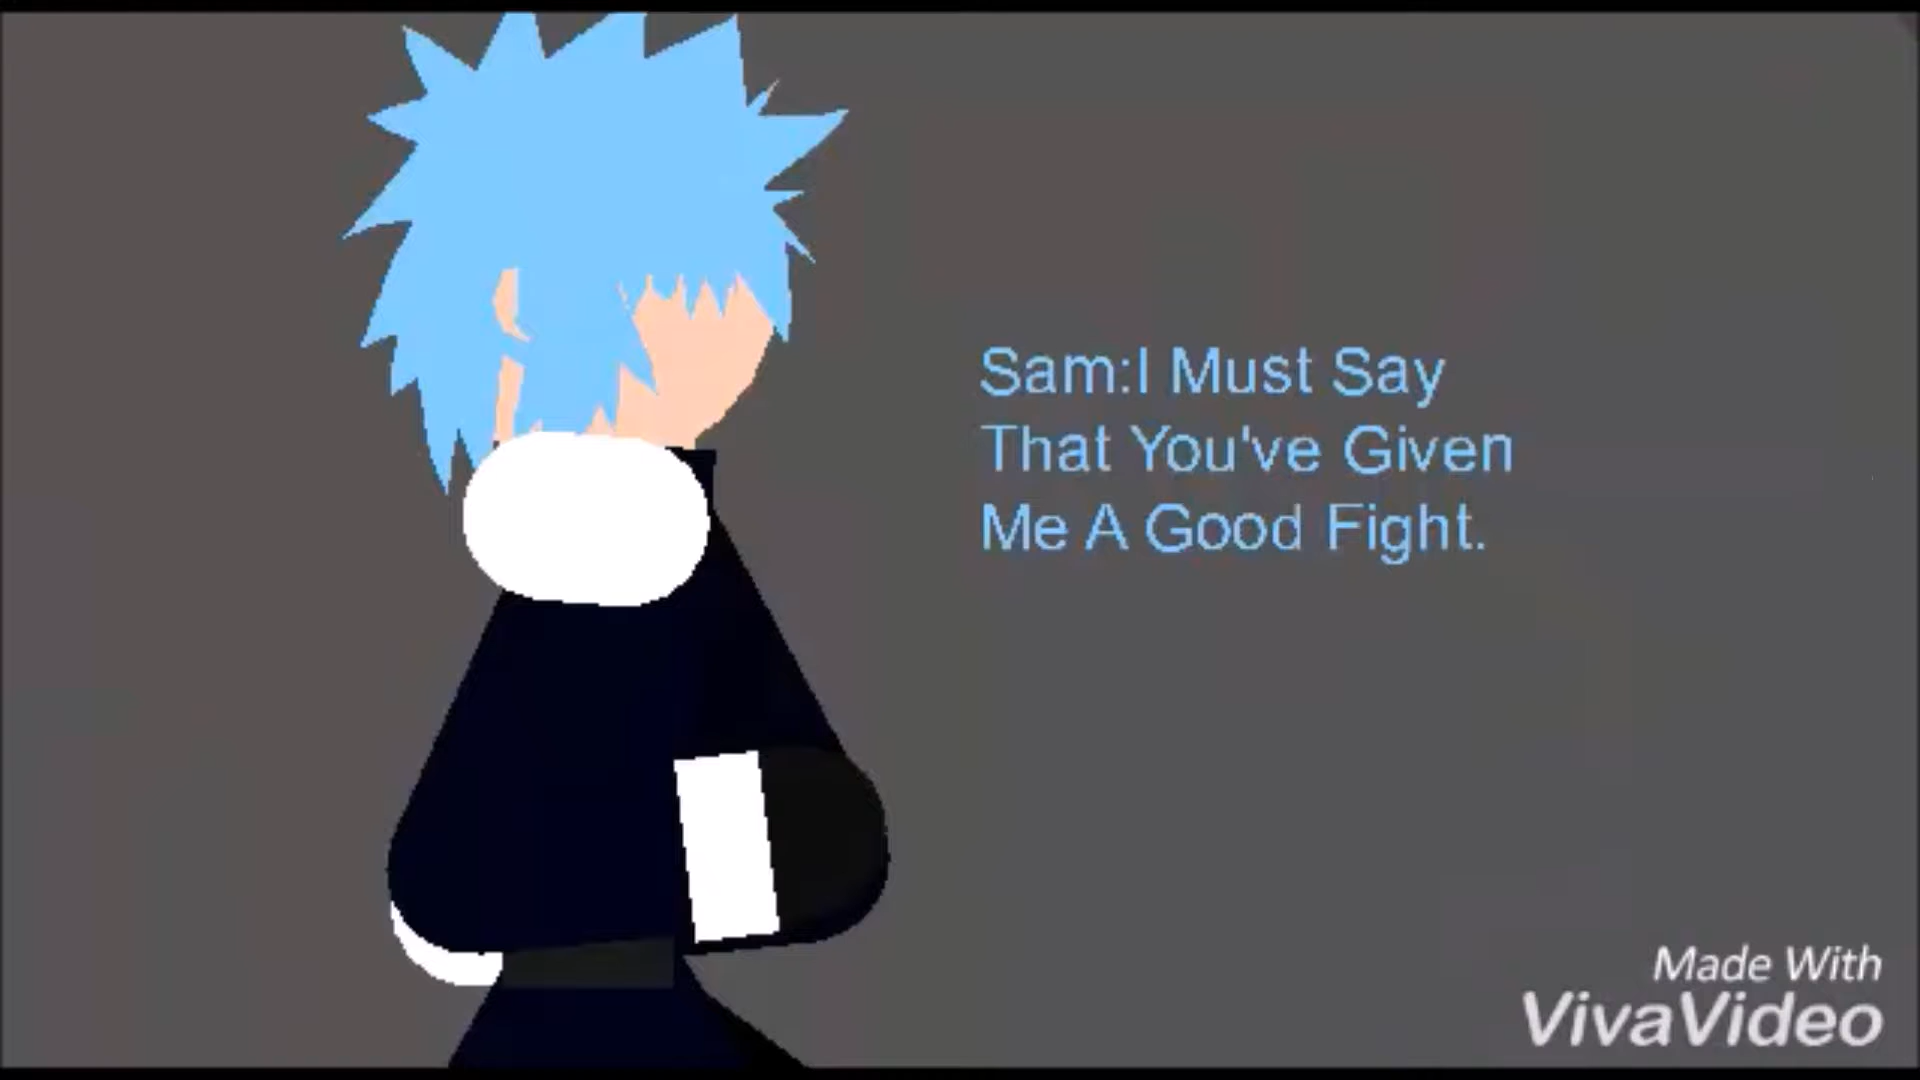 Sam:I Must Say
That You've Given
Me A Good Fight.
Made With
VivaVideo